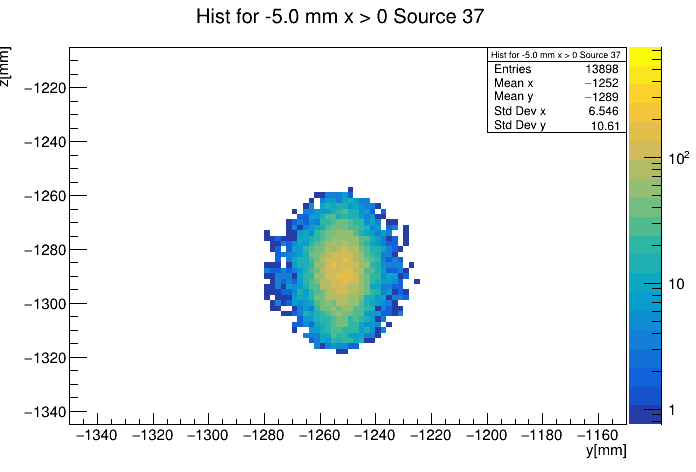 Hist for -5.0 mm x > 0 Source 37
z[mm]
Hist for -5.0 mm x > 0 Source 37
Entries 13898
Mean x −1252
Mean y −1289
Std Dev x 6.546
Std Dev y 10.61
−1220
−1240
−1260
−1280
−1300
−1320
−1340
10²
10
1
−1340 −1320 −1300 −1280 −1260 −1240 −1220 −1200 −1180 −1160
y[mm]